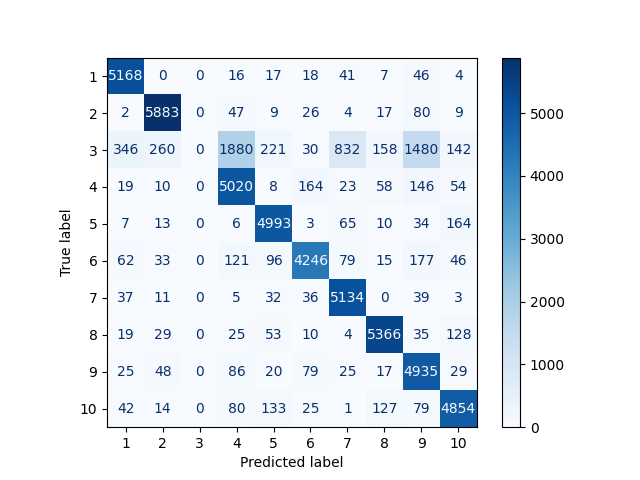 1 5168 0 0 16 17 18 41 7 46 4
2 2 5883 0 47 9 26 4 17 80 9
3 346 260 0 1880 221 30 832 158 1480 142
4 19 10 0 5020 8 164 23 58 146 54
5 7 13 0 6 4993 3 65 10 34 164
6 62 33 0 121 96 4246 79 15 177 46
7 37 11 0 5 32 36 5134 0 39 3
8 19 29 0 25 53 10 4 5366 35 128
9 25 48 0 86 20 79 25 17 4935 29
10 42 14 0 80 133 25 1 127 79 4854
1 2 3 4 5 6 7 8 9 10
Predicted label
True label
5000
4000
3000
2000
1000
0